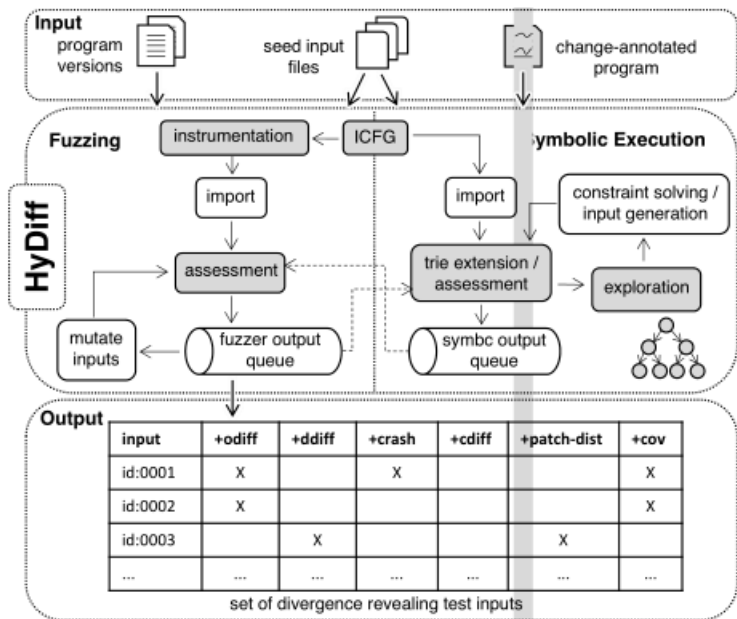 Input
program
versions
seed input
files
change-annotated
program
Fuzzing
instrumentation
ICFG
ymbolic Execution
HyDiff
import
import
constraint solving /
input generation
assessment
trie extension /
assessment
exploration
mutate
inputs
fuzzer output
queue
symbc output
queue
Output
input +odiff +ddiff +crash +cdiff +patch-dist +cov
id:0001 X X X
id:0002 X X
id:0003 X X
... ... ... ... ... ... ...
set of divergence revealing test inputs